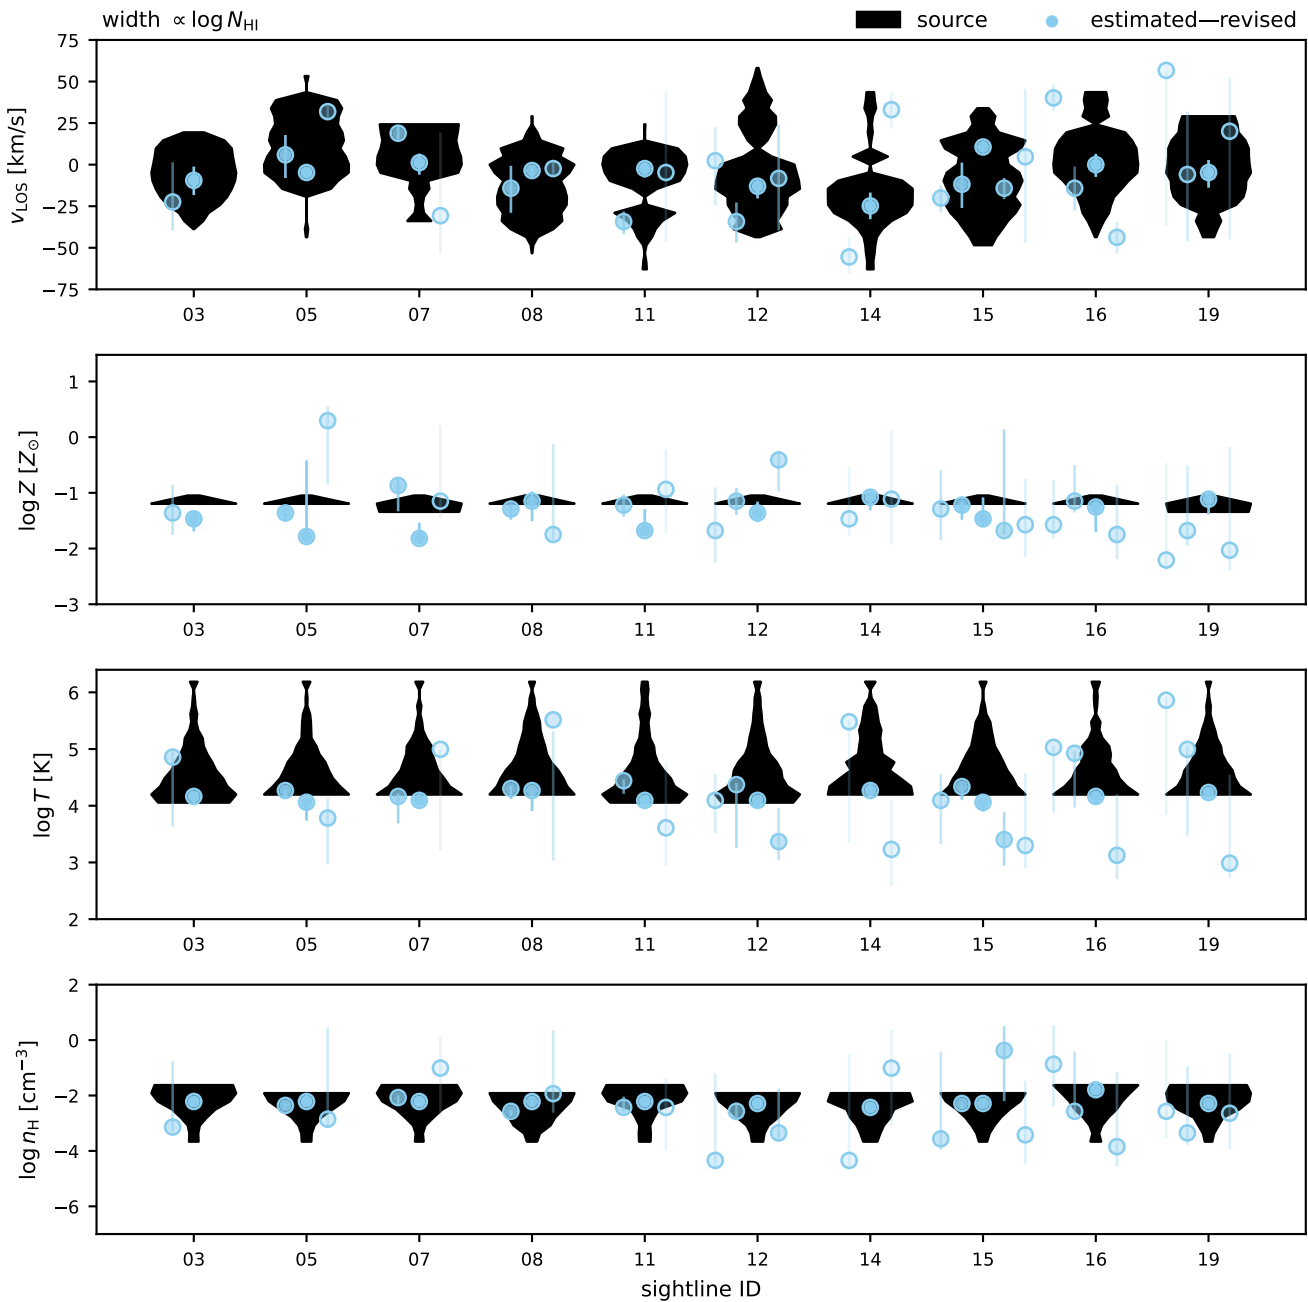 width ∝ log N_HI
source
estimated—revised
v_LOS [km/s]
75
50
25
0
−25
−50
−75
03 05 07 08 11 12 14 15 16 19
log Z [Z_⊙]
1
0
−1
−2
−3
03 05 07 08 11 12 14 15 16 19
log T [K]
6
5
4
3
2
03 05 07 08 11 12 14 15 16 19
log n_H [cm⁻³]
2
0
−2
−4
−6
03 05 07 08 11 12 14 15 16 19
sightline ID